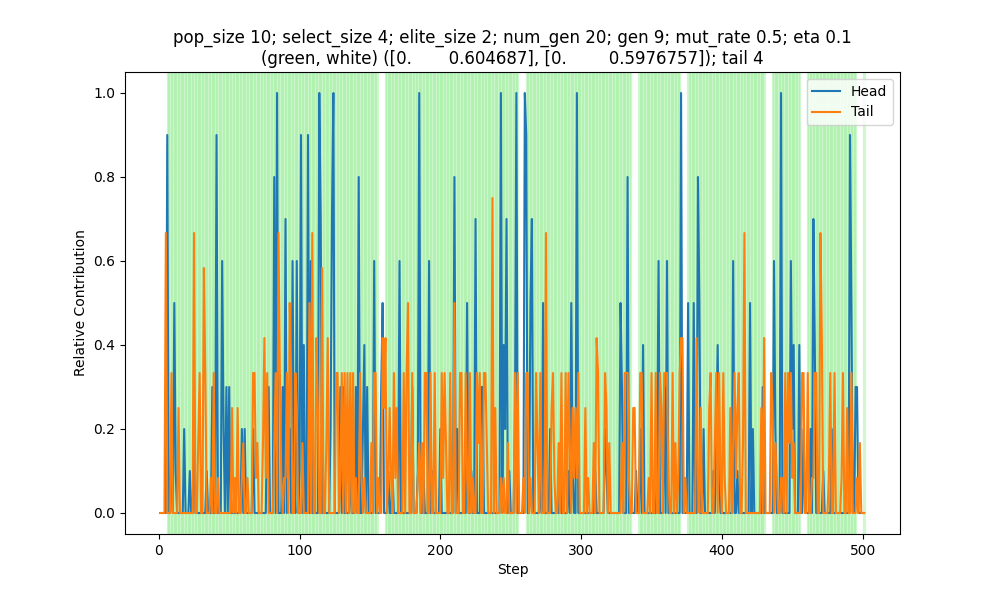 pop_size 10; select_size 4; elite_size 2; num_gen 20; gen 9; mut_rate 0.5; eta 0.1
(green, white) ([0. 0.604687], [0. 0.5976757]); tail 4
Head
Tail
Relative Contribution
1.0
0.8
0.6
0.4
0.2
0.0
0 100 200 300 400 500
Step